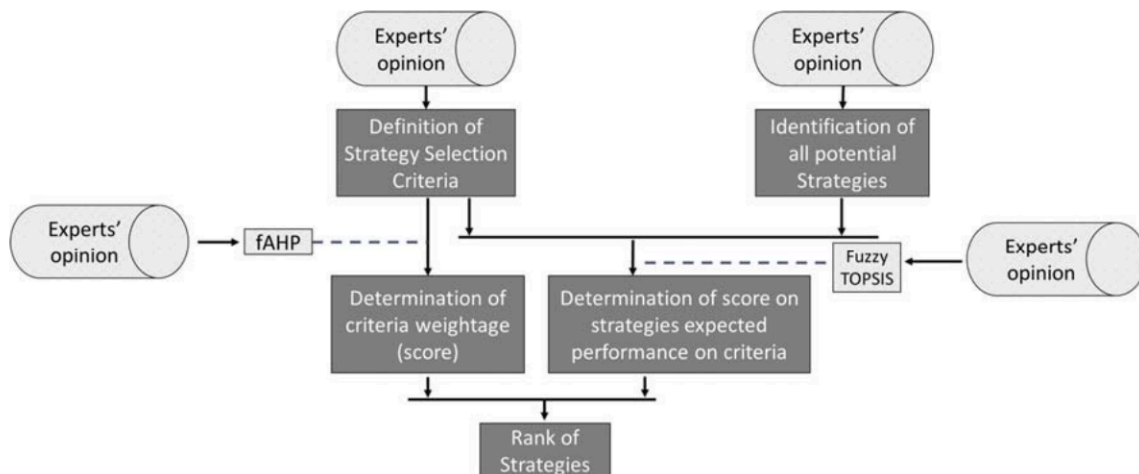 Experts’
opinion
Experts’
opinion
Definition of
Strategy Selection
Criteria
Identification of
all potential
Strategies
Experts’
opinion
fAHP
Fuzzy
TOPSIS
Experts’
opinion
Determination of
criteria weightage
(score)
Determination of score on
strategies expected
performance on criteria
Rank of
Strategies